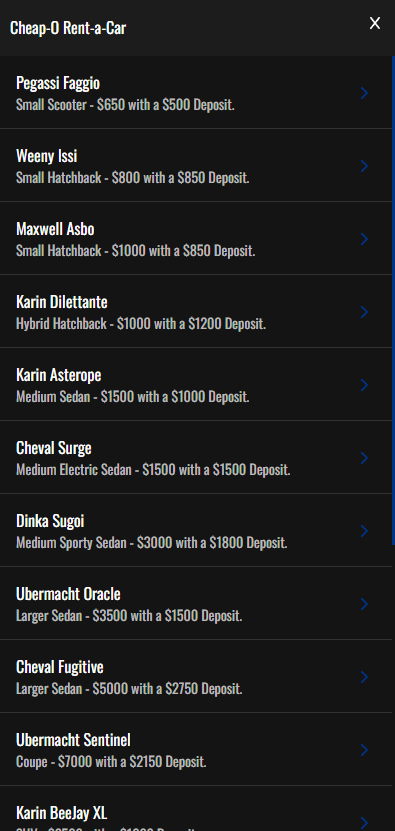 Cheap-O Rent-a-Car
X
Pegassi Faggio
Small Scooter - $650 with a $500 Deposit.
Weeny Issi
Small Hatchback - $800 with a $850 Deposit.
Maxwell Asbo
Small Hatchback - $1000 with a $850 Deposit.
Karin Dilettante
Hybrid Hatchback - $1000 with a $1200 Deposit.
Karin Asterope
Medium Sedan - $1500 with a $1000 Deposit.
Cheval Surge
Medium Electric Sedan - $1500 with a $1500 Deposit.
Dinka Sugoi
Medium Sporty Sedan - $3000 with a $1800 Deposit.
Ubermacht Oracle
Larger Sedan - $3500 with a $1500 Deposit.
Cheval Fugitive
Larger Sedan - $5000 with a $2750 Deposit.
Ubermacht Sentinel
Coupe - $7000 with a $2150 Deposit.
Karin BeeJay XL